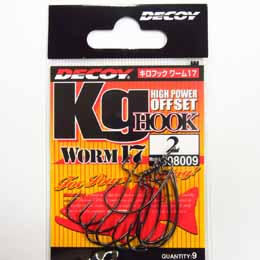 DECOY
キロフック ワーム17
Kg HIGH POWER
OFFSET
HOOK
WORM 17
2
QUANTITY:9